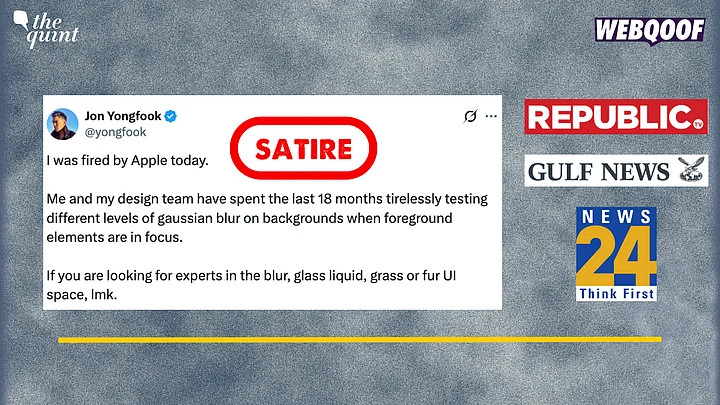 the
quint
WEBQOOF
Jon Yongfook
@yongfook
SATIRE
I was fired by Apple today.
Me and my design team have spent the last 18 months tirelessly testing
different levels of gaussian blur on backgrounds when foreground
elements are in focus.
If you are looking for experts in the blur, glass liquid, grass or fur UI
space, lmk.
REPUBLIC.
TV
GULF NEWS
NEWS
24
Think First